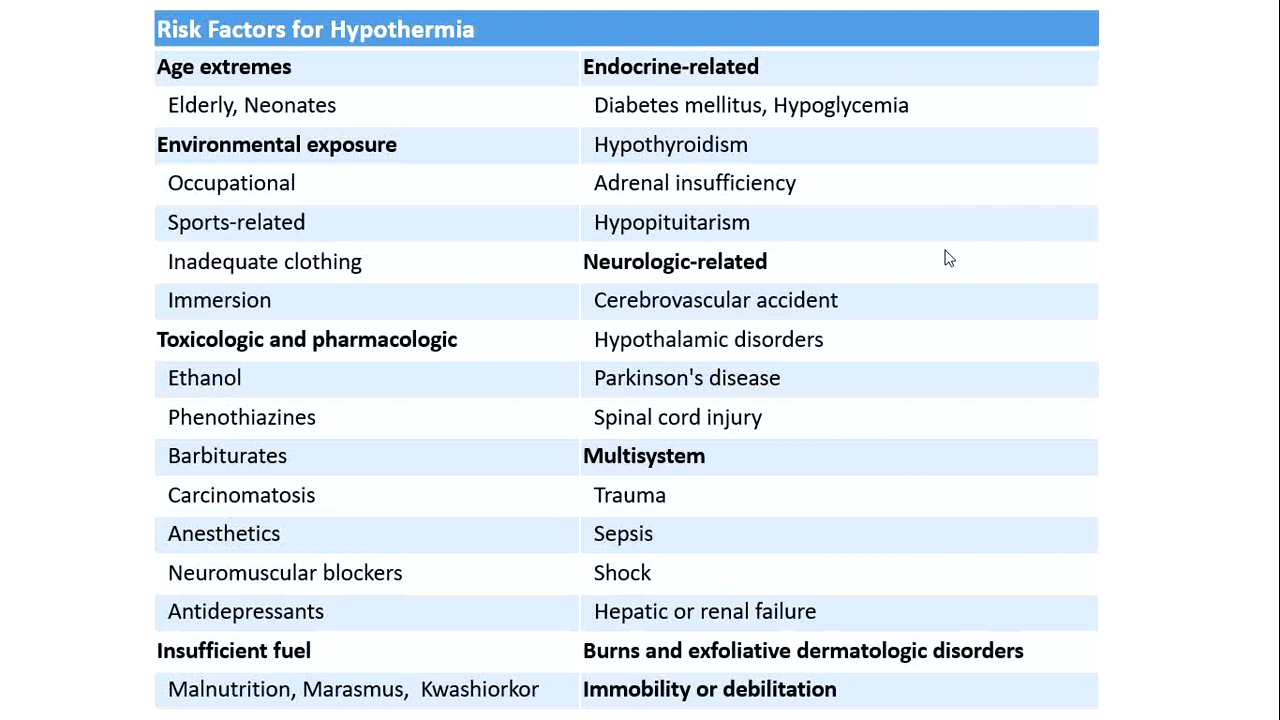 Risk Factors for Hypothermia
Age extremes
Elderly, Neonates
Environmental exposure
Occupational
Sports-related
Inadequate clothing
Immersion
Toxicologic and pharmacologic
Ethanol
Phenothiazines
Barbiturates
Carcinomatosis
Anesthetics
Neuromuscular blockers
Antidepressants
Insufficient fuel
Malnutrition, Marasmus, Kwashiorkor
Endocrine-related
Diabetes mellitus, Hypoglycemia
Hypothyroidism
Adrenal insufficiency
Hypopituitarism
Neurologic-related
Cerebrovascular accident
Hypothalamic disorders
Parkinson's disease
Spinal cord injury
Multisystem
Trauma
Sepsis
Shock
Hepatic or renal failure
Burns and exfoliative dermatologic disorders
Immobility or debilitation